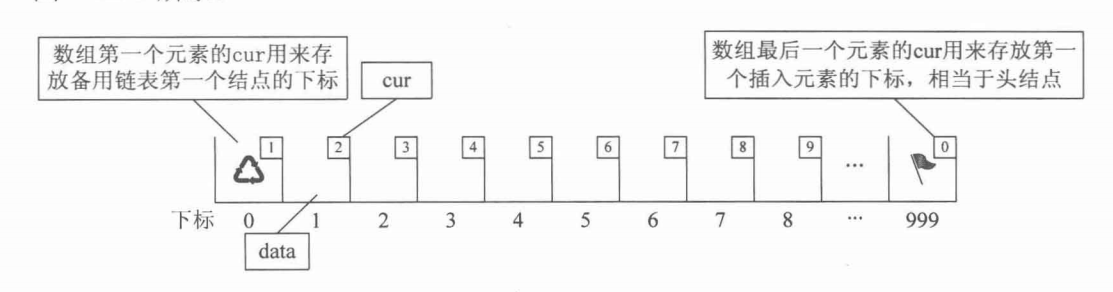 数组第一个元素的cur用来存
放备用链表第一个结点的下标
cur
数组最后一个元素的cur用来存放第一
个插入元素的下标，相当于头结点
1 2 3 4 5 6 7 8 9 … 0
下标 0 1 2 3 4 5 6 7 8 … 999
data